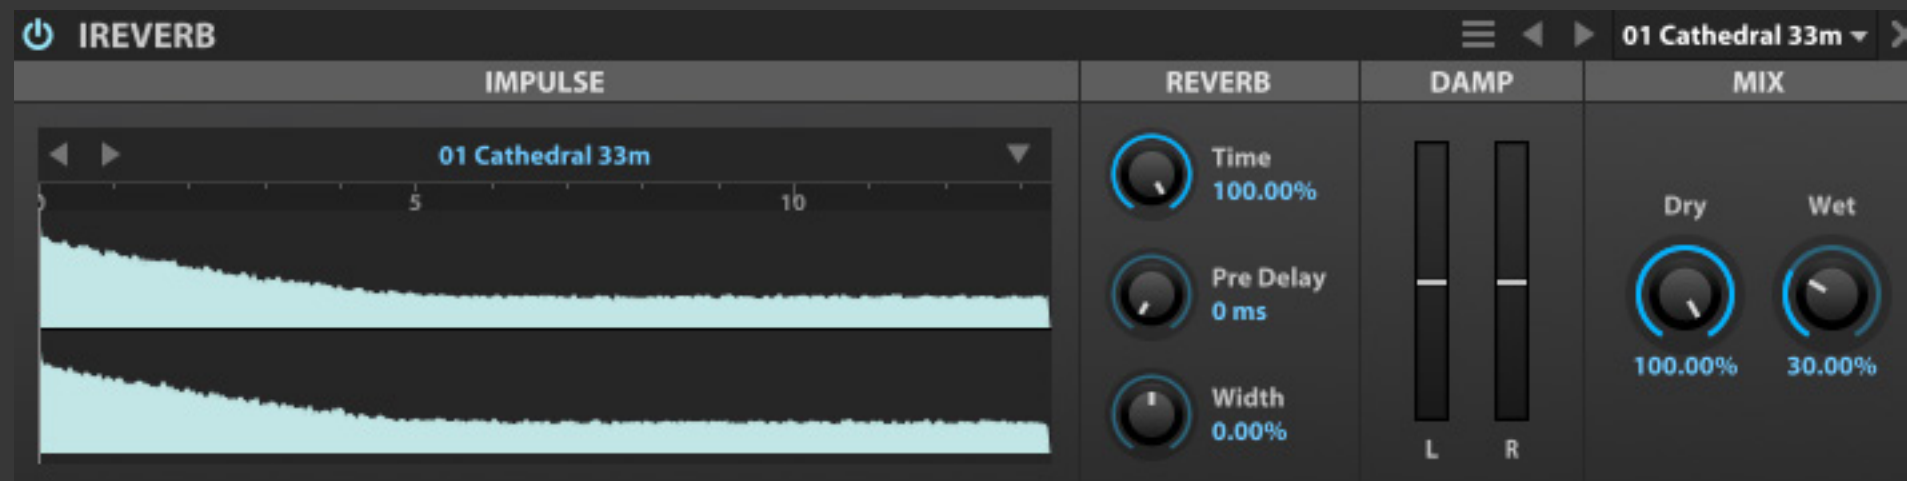 IREVERB
01 Cathedral 33m
IMPULSE
REVERB
DAMP
MIX
01 Cathedral 33m
0 5 10
Time
100.00%
Pre Delay
0 ms
Width
0.00%
L R
Dry Wet
100.00% 30.00%